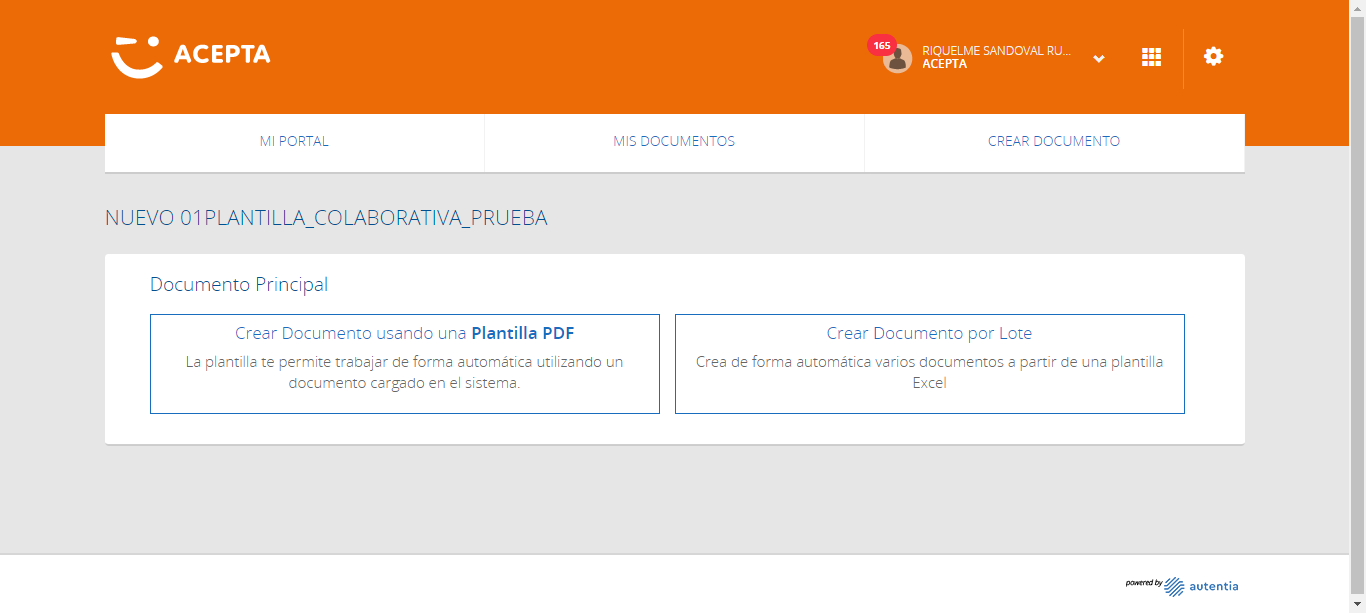 ACEPTA
165
RIQUELME SANDOVAL RU...
ACEPTA
MI PORTAL
MIS DOCUMENTOS
CREAR DOCUMENTO
NUEVO 01PLANTILLA_COLABORATIVA_PRUEBA
Documento Principal
Crear Documento usando una Plantilla PDF
La plantilla te permite trabajar de forma automática utilizando un
documento cargado en el sistema.
Crear Documento por Lote
Crea de forma automática varios documentos a partir de una plantilla
Excel
powered by autentia